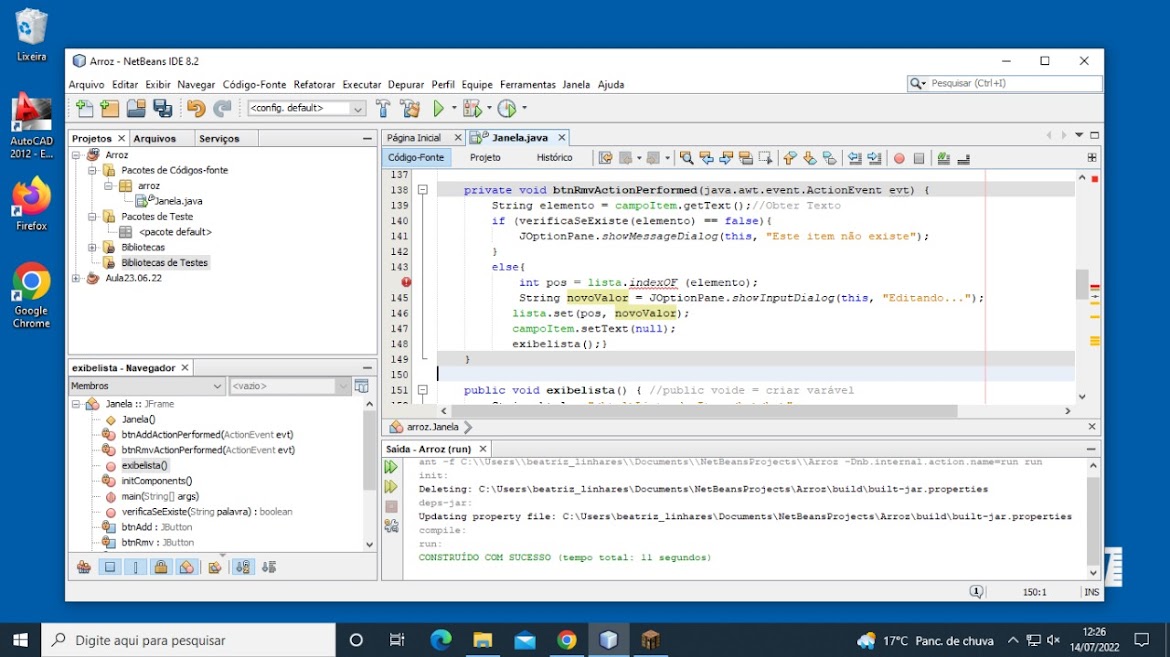 Lixeira
AutoCAD
2012 - E...
Firefox
Google
Chrome
Arroz - NetBeans IDE 8.2
Arquivo Editar Exibir Navegar Código-Fonte Refatorar Executar Depurar Perfil Equipe Ferramentas Janela Ajuda
Pesquisar (Ctrl+I)
<config. default>
Projetos Arquivos Serviços
Arroz
Pacotes de Códigos-fonte
arroz
Janela.java
Pacotes de Teste
<pacote default>
Bibliotecas
Bibliotecas de Testes
Aula23.06.22
exibelista - Navegador
Membros <vazio>
Janela :: JFrame
Janela()
btnAddActionPerformed(ActionEvent evt)
btnRmvActionPerformed(ActionEvent evt)
exibelista()
initComponents()
main(String[] args)
verificaSeExiste(String palavra) : boolean
btnAdd : JButton
btnRmv : JButton
Página Inicial Janela.java
Código-Fonte Projeto Histórico
137
138 private void btnRmvActionPerformed(java.awt.event.ActionEvent evt) {
139 String elemento = campoItem.getText();//Obter Texto
140 if (verificaSeExiste(elemento) == false){
141 JOptionPane.showMessageDialog(this, "Este item não existe");
142 }
143 else{
int pos = lista.indexOF (elemento);
145 String novoValor = JOptionPane.showInputDialog(this, "Editando...");
146 lista.set(pos, novoValor);
147 campoItem.setText(null);
148 exibelista();}
149 }
150
151 public void exibelista() { //public voide = criar varável
arroz.Janela
Saída - Arroz (run)
ant -f C:\\Users\\beatriz_linhares\\Documents\\NetBeansProjects\\Arroz -Dnb.internal.action.name=run run
init:
Deleting: C:\Users\beatriz_linhares\Documents\NetBeansProjects\Arroz\build\built-jar.properties
deps-jar:
Updating property file: C:\Users\beatriz_linhares\Documents\NetBeansProjects\Arroz\build\built-jar.properties
compile:
run:
CONSTRUÍDO COM SUCESSO (tempo total: 11 segundos)
1
150:1 INS
Digite aqui para pesquisar
17°C Panc. de chuva
12:26
14/07/2022